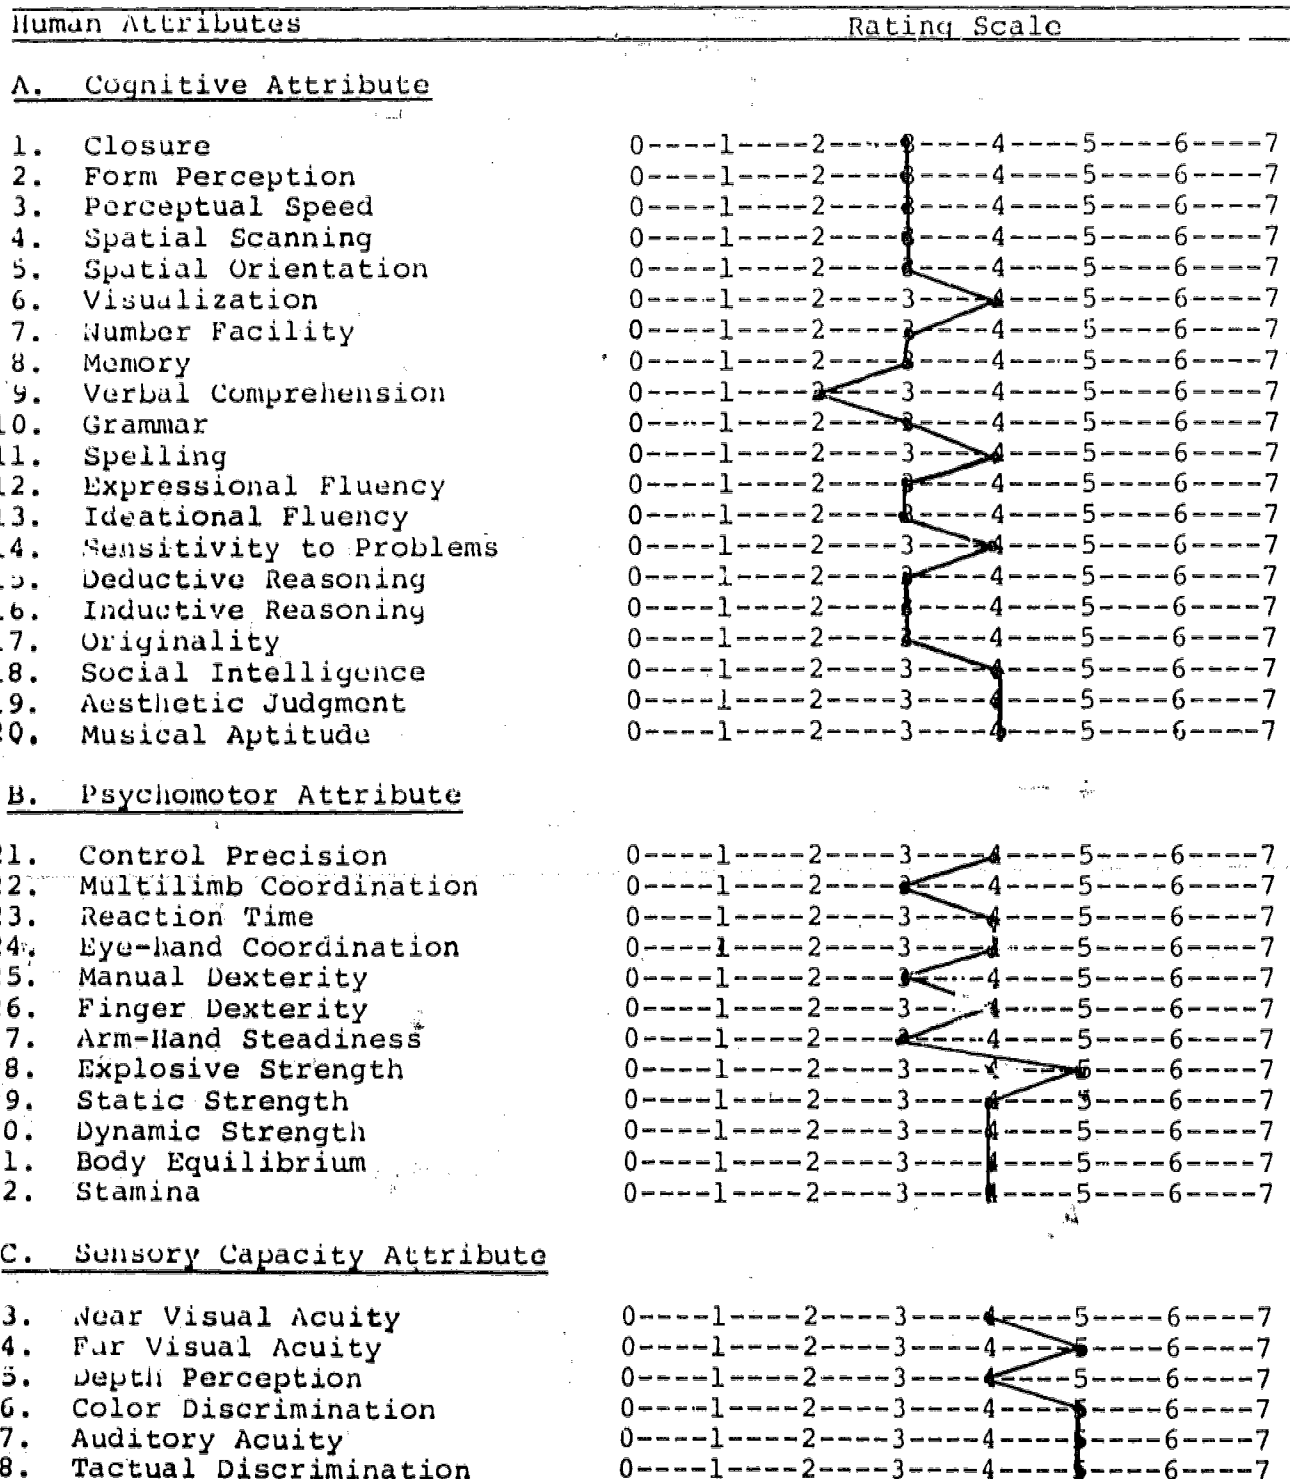 Human Attributes Rating Scale
A. Cognitive Attribute
1. Closure 0----1----2----3----4----5----6----7
2. Form Perception 0----1----2----3----4----5----6----7
3. Perceptual Speed 0----1----2----3----4----5----6----7
4. Spatial Scanning 0----1----2----3----4----5----6----7
5. Spatial Orientation 0----1----2----3----4----5----6----7
6. Visualization 0----1----2----3----4----5----6----7
7. Number Facility 0----1----2----3----4----5----6----7
8. Memory 0----1----2----3----4----5----6----7
9. Verbal Comprehension 0----1----2----3----4----5----6----7
10. Grammar 0----1----2----3----4----5----6----7
11. Spelling 0----1----2----3----4----5----6----7
12. Expressional Fluency 0----1----2----3----4----5----6----7
13. Ideational Fluency 0----1----2----3----4----5----6----7
14. Sensitivity to Problems 0----1----2----3----4----5----6----7
15. Deductive Reasoning 0----1----2----3----4----5----6----7
16. Inductive Reasoning 0----1----2----3----4----5----6----7
17. Originality 0----1----2----3----4----5----6----7
18. Social Intelligence 0----1----2----3----4----5----6----7
19. Aesthetic Judgment 0----1----2----3----4----5----6----7
20. Musical Aptitude 0----1----2----3----4----5----6----7
B. Psychomotor Attribute
21. Control Precision 0----1----2----3----4----5----6----7
22. Multilimb Coordination 0----1----2----3----4----5----6----7
23. Reaction Time 0----1----2----3----4----5----6----7
24. Eye-hand Coordination 0----1----2----3----4----5----6----7
25. Manual Dexterity 0----1----2----3----4----5----6----7
6. Finger Dexterity 0----1----2----3----4----5----6----7
7. Arm-Hand Steadiness 0----1----2----3----4----5----6----7
8. Explosive Strength 0----1----2----3----4----5----6----7
9. Static Strength 0----1----2----3----4----5----6----7
0. Dynamic Strength 0----1----2----3----4----5----6----7
1. Body Equilibrium 0----1----2----3----4----5----6----7
2. Stamina 0----1----2----3----4----5----6----7
C. Sensory Capacity Attribute
3. Near Visual Acuity 0----1----2----3----4----5----6----7
4. Far Visual Acuity 0----1----2----3----4----5----6----7
5. Depth Perception 0----1----2----3----4----5----6----7
6. Color Discrimination 0----1----2----3----4----5----6----7
7. Auditory Acuity 0----1----2----3----4----5----6----7
8. Tactual Discrimination 0----1----2----3----4----5----6----7